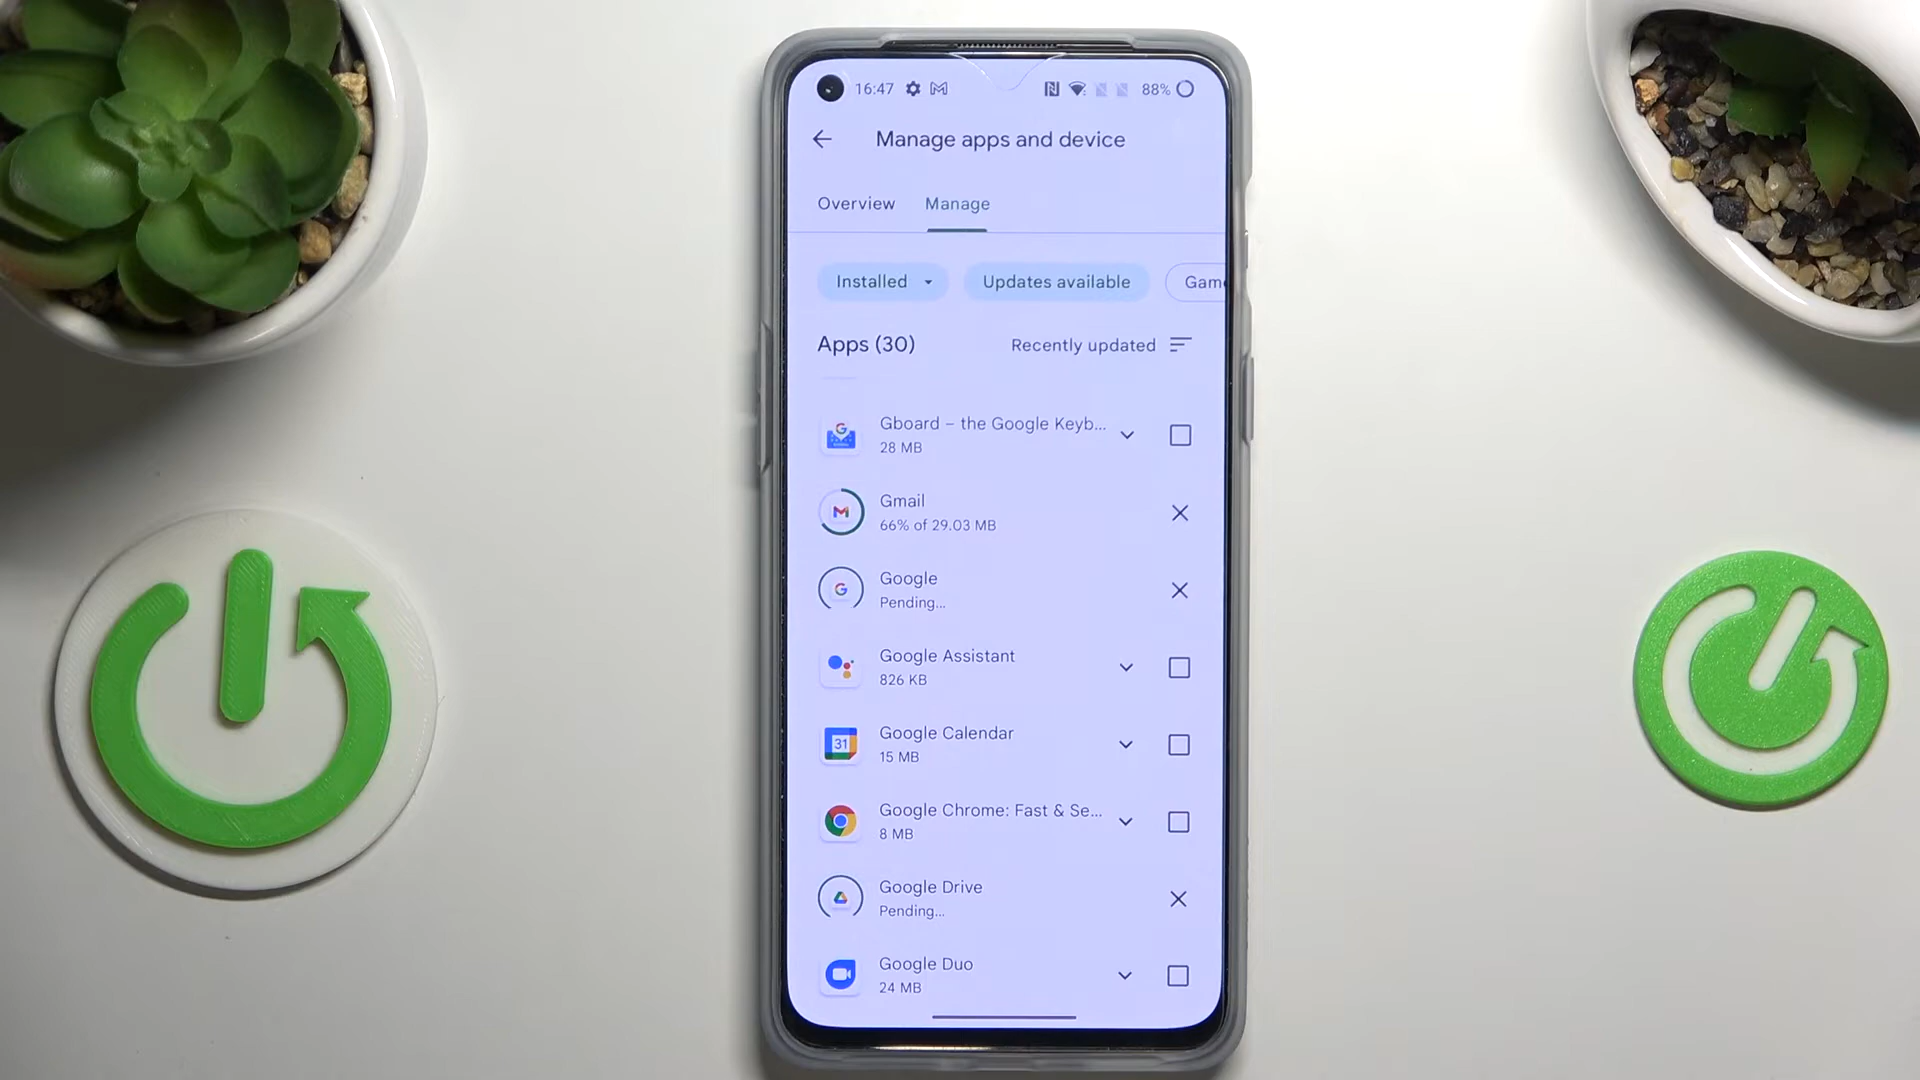 16:47
88%
Manage apps and device
Overview Manage
Installed Updates available Gam
Apps (30) Recently updated
Gboard – the Google Keyb...
28 MB
Gmail
66% of 29.03 MB
Google
Pending...
Google Assistant
826 KB
Google Calendar
31
15 MB
Google Chrome: Fast & Se...
8 MB
Google Drive
Pending...
Google Duo
24 MB